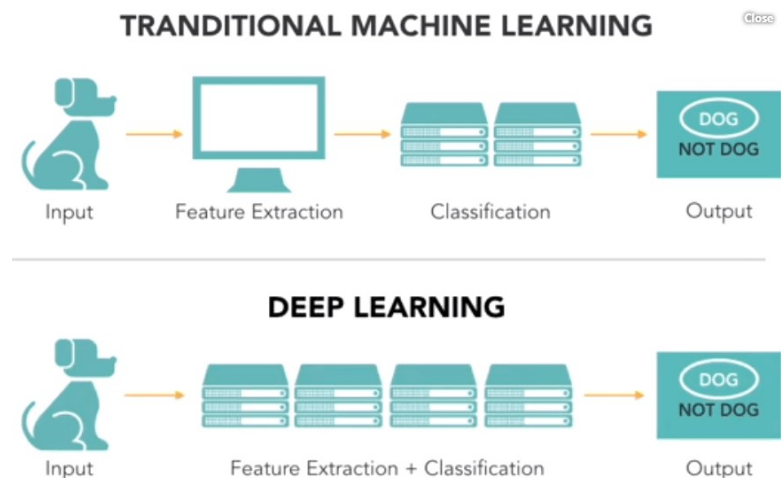 TRANDITIONAL MACHINE LEARNING
Close
DOG
NOT DOG
Input
Feature Extraction
Classification
Output
DEEP LEARNING
DOG
NOT DOG
Input
Feature Extraction + Classification
Output